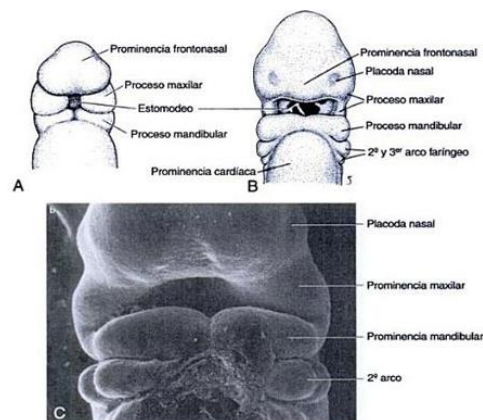 Prominencia frontonasal
Proceso maxilar
Estomodeo
Proceso mandibular
A
Prominencia frontonasal
Placoda nasal
Proceso maxilar
Proceso mandibular
2º y 3er arco faríngeo
Prominencia cardíaca
B
Placoda nasal
Prominencia maxilar
Prominencia mandibular
2º arco
C